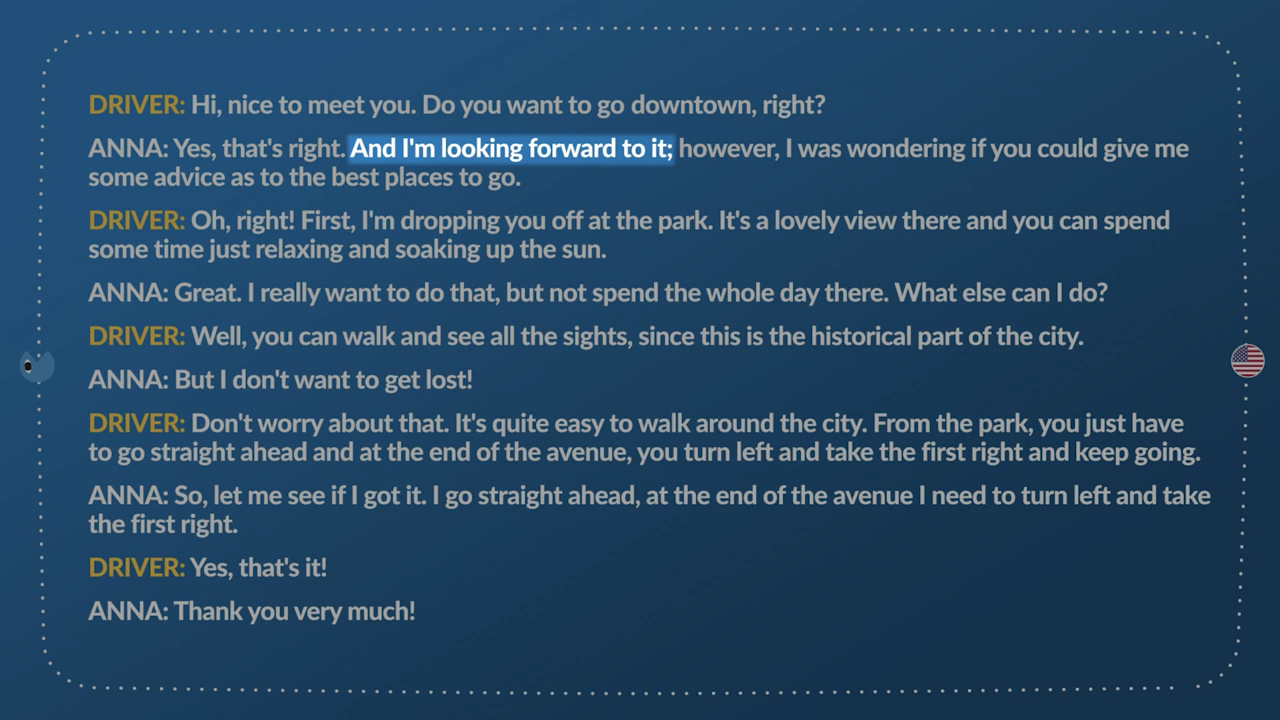 DRIVER: Hi, nice to meet you. Do you want to go downtown, right?
ANNA: Yes, that's right. And I'm looking forward to it; however, I was wondering if you could give me
some advice as to the best places to go.
DRIVER: Oh, right! First, I'm dropping you off at the park. It's a lovely view there and you can spend
some time just relaxing and soaking up the sun.
ANNA: Great. I really want to do that, but not spend the whole day there. What else can I do?
DRIVER: Well, you can walk and see all the sights, since this is the historical part of the city.
ANNA: But I don't want to get lost!
DRIVER: Don't worry about that. It's quite easy to walk around the city. From the park, you just have
to go straight ahead and at the end of the avenue, you turn left and take the first right and keep going.
ANNA: So, let me see if I got it. I go straight ahead, at the end of the avenue I need to turn left and take
the first right.
DRIVER: Yes, that's it!
ANNA: Thank you very much!